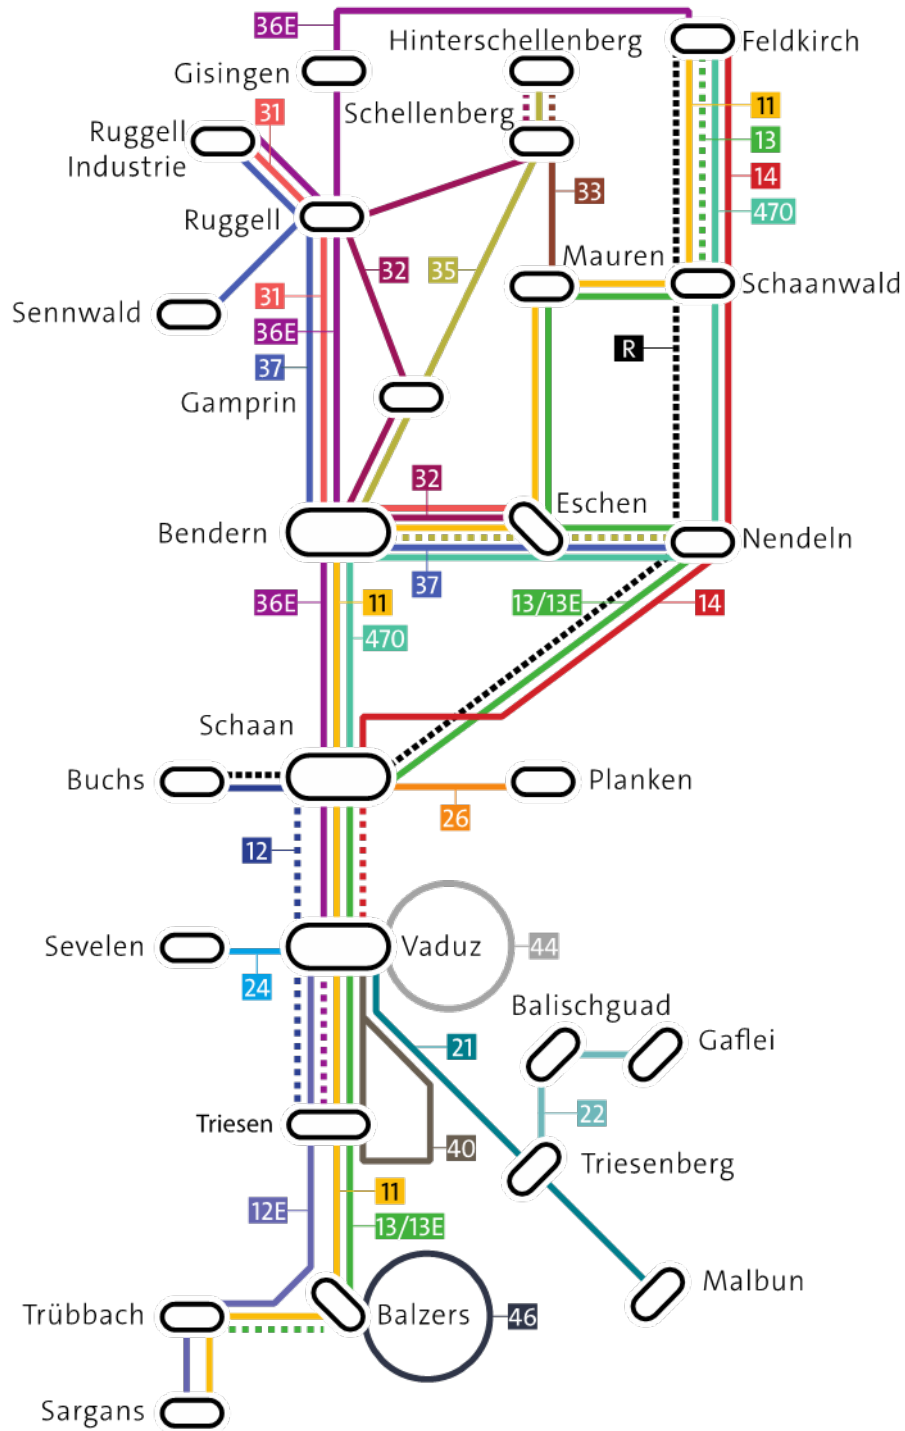 36E
Hinterschellenberg
Feldkirch
Gisingen
Schellenberg
11
31
Ruggell
Industrie
13
14
33
470
Ruggell
Mauren
32
35
Schaanwald
31
Sennwald
36E
R
37
Gamprin
32
Eschen
Bendern
Nendeln
37
36E
11
13/13E
14
470
Schaan
Buchs
Planken
26
12
Sevelen
Vaduz
44
24
Balischguad
Gaflei
21
22
Triesen
40
Triesenberg
11
12E
13/13E
Malbun
Trübbach
Balzers
46
Sargans